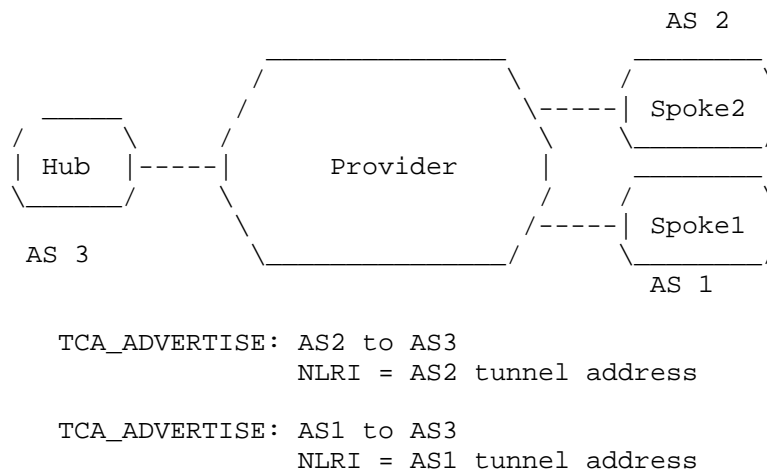 AS 2
Spoke2
Hub Provider
Spoke1
AS 3
AS 1
TCA_ADVERTISE: AS2 to AS3
NLRI = AS2 tunnel address
TCA_ADVERTISE: AS1 to AS3
NLRI = AS1 tunnel address